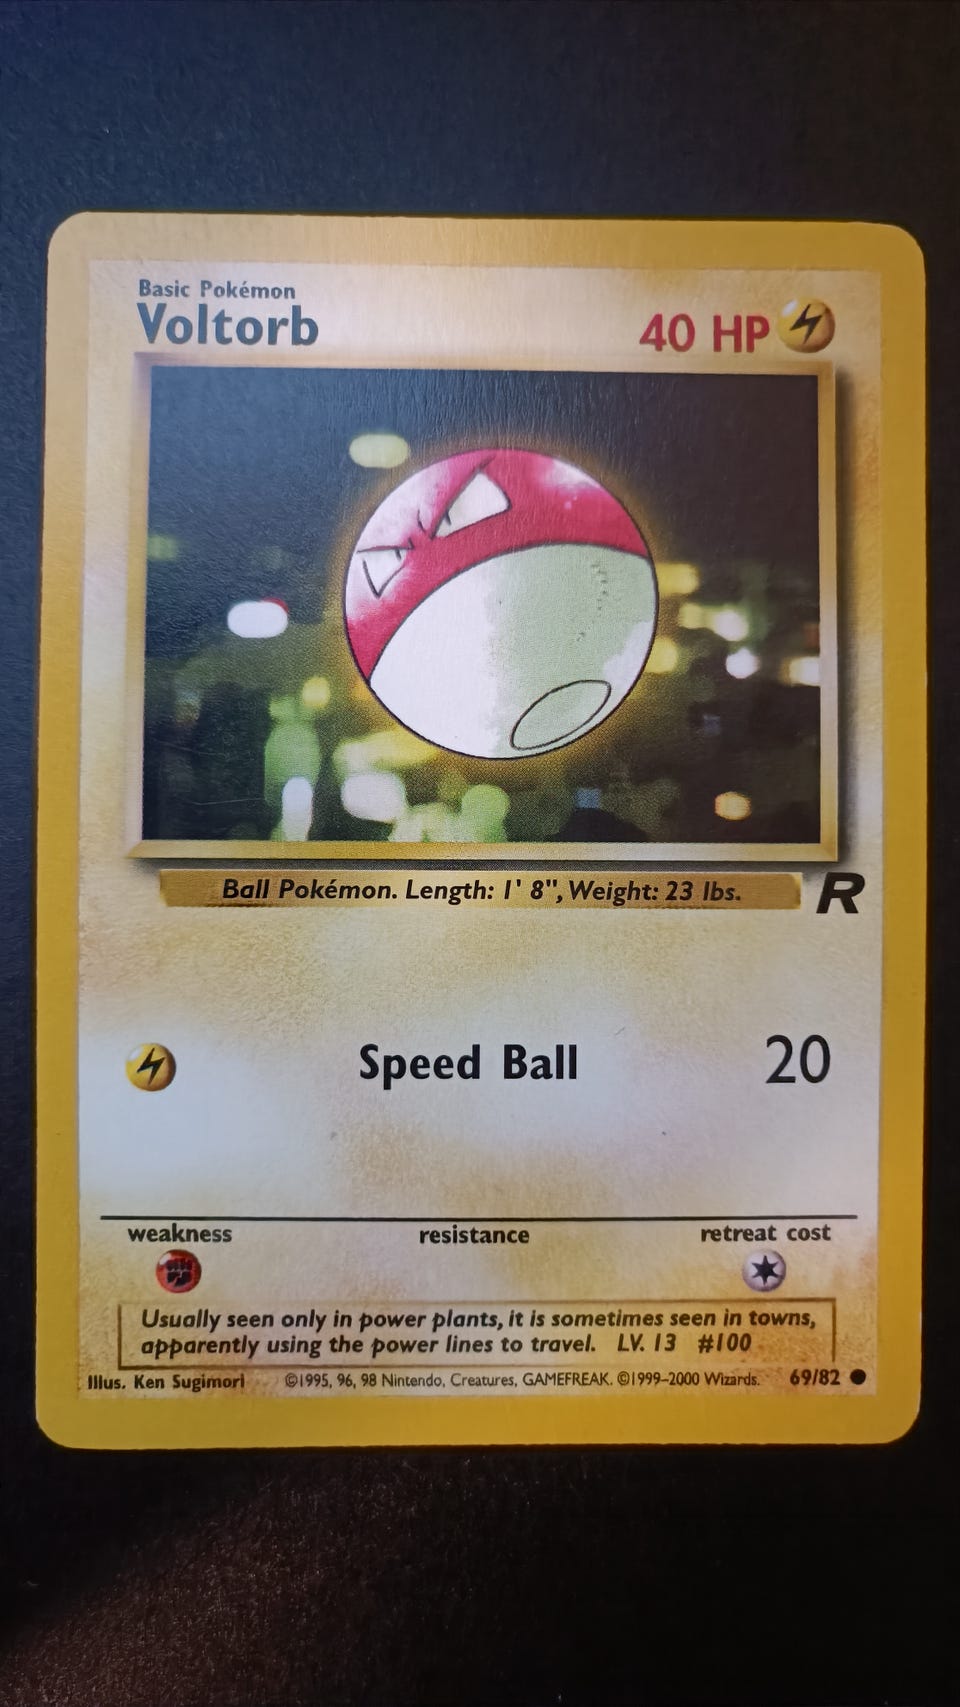 Basic Pokémon
Voltorb
40 HP
Ball Pokémon. Length: 1' 8", Weight: 23 lbs.
R
Speed Ball 20
weakness resistance retreat cost
Usually seen only in power plants, it is sometimes seen in towns,
apparently using the power lines to travel. LV. 13 #100
Illus. Ken Sugimori ©1995, 96, 98 Nintendo, Creatures, GAMEFREAK. ©1999–2000 Wizards. 69/82